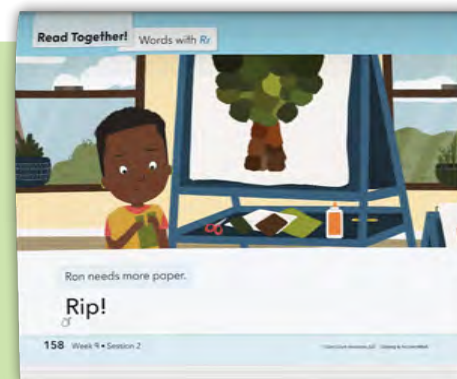 Read Together! Words with Rr
Ron needs more paper.
Rip!
158 Week 9 • Session 2